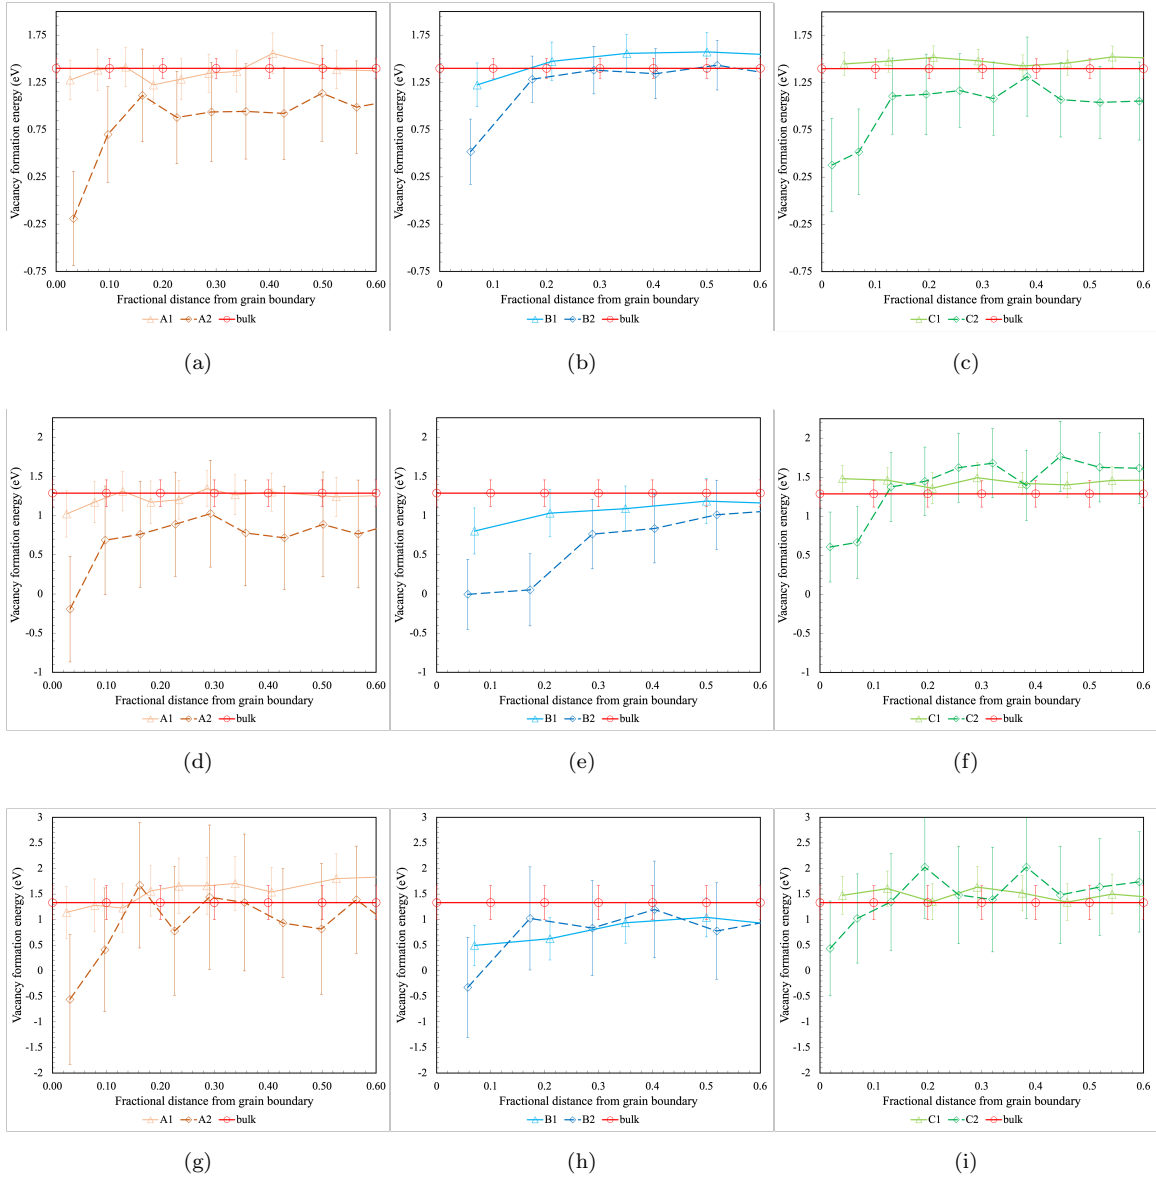 1.75
1.25
0.75
0.25
-0.25
-0.75
Vacancy formation energy (eV)
0.00 0.10 0.20 0.30 0.40 0.50 0.60
Fractional distance from grain boundary
A1 A2 bulk
(a)
1.75
1.25
0.75
0.25
-0.25
-0.75
Vacancy formation energy (eV)
0 0.1 0.2 0.3 0.4 0.5 0.6
Fractional distance from grain boundary
B1 B2 bulk
(b)
1.75
1.25
0.75
0.25
-0.25
-0.75
Vacancy formation energy (eV)
0 0.1 0.2 0.3 0.4 0.5 0.6
Fractional distance from grain boundary
C1 C2 bulk
(c)
2
1.5
1
0.5
0
-0.5
-1
Vacancy formation energy (eV)
0.00 0.10 0.20 0.30 0.40 0.50 0.60
Fractional distance from grain boundary
A1 A2 bulk
(d)
2
1.5
1
0.5
0
-0.5
-1
Vacancy formation energy (eV)
0 0.1 0.2 0.3 0.4 0.5 0.6
Fractional distance from grain boundary
B1 B2 bulk
(e)
2
1.5
1
0.5
0
-0.5
-1
Vacancy formation energy (eV)
0 0.1 0.2 0.3 0.4 0.5 0.6
Fractional distance from grain boundary
C1 C2 bulk
(f)
3
2.5
2
1.5
1
0.5
0
-0.5
-1
-1.5
-2
Vacancy formation energy (eV)
0.00 0.10 0.20 0.30 0.40 0.50 0.60
Fractional distance from grain boundary
A1 A2 bulk
(g)
3
2.5
2
1.5
1
0.5
0
-0.5
-1
-1.5
-2
Vacancy formation energy (eV)
0 0.1 0.2 0.3 0.4 0.5 0.6
Fractional distance from grain boundary
B1 B2 bulk
(h)
3
2.5
2
1.5
1
0.5
0
-0.5
-1
-1.5
-2
Vacancy formation energy (eV)
0 0.1 0.2 0.3 0.4 0.5 0.6
Fractional distance from grain boundary
C1 C2 bulk
(i)